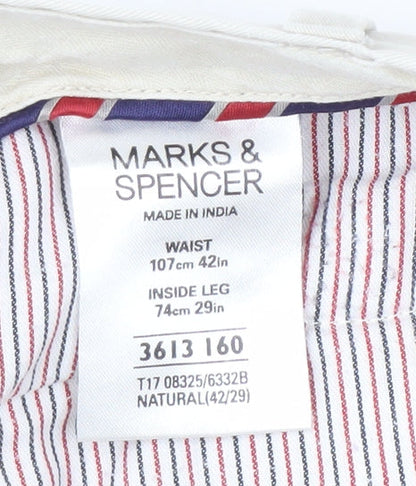 MARKS &
SPENCER
MADE IN INDIA
WAIST
107cm 42in
INSIDE LEG
74cm 29in
3613 160
T17 08325/6332B
NATURAL(42/29)